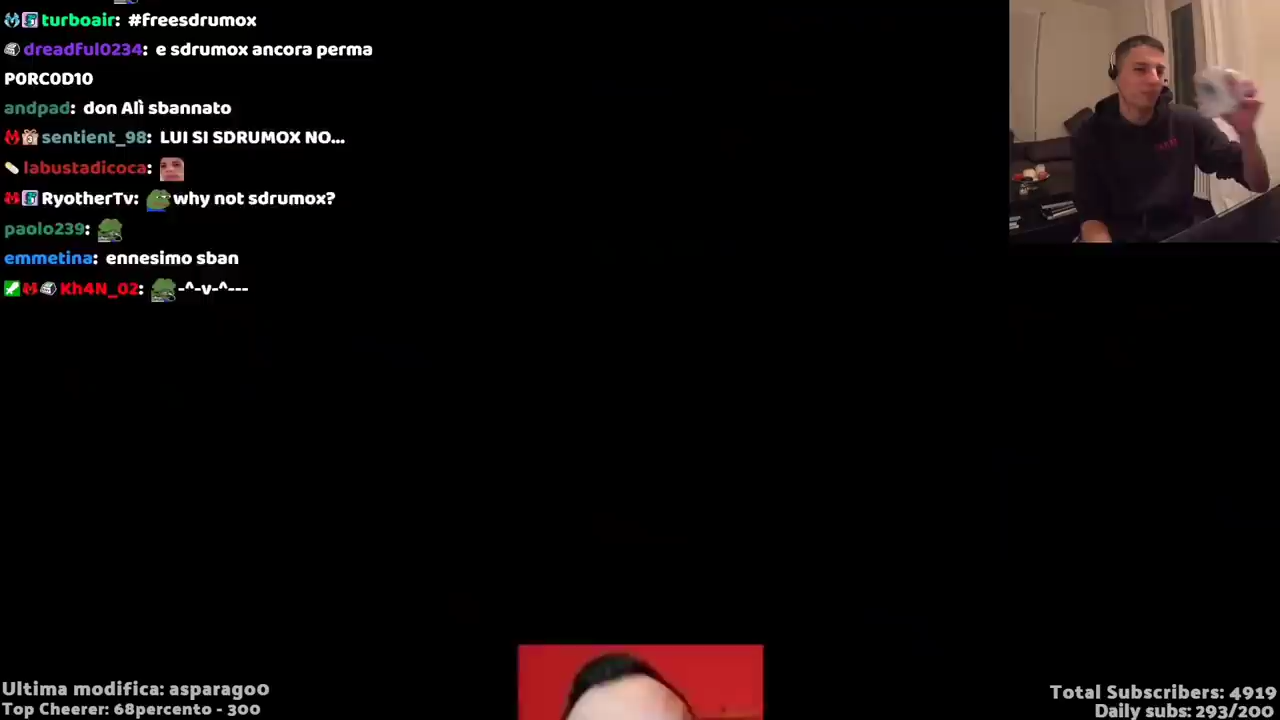 turboair: #freesdrumox
dreadful0234: e sdrumox ancora perma
P0RC0D10
andpad: don Alì sbannato
sentient_98: LUI SI SDRUMOX NO...
labustadicoca:
RyotherTv: why not sdrumox?
paolo239:
emmetina: ennesimo sban
Kh4N_02: -^-v-^---
Ultima modifica: asparago0
Top Cheerer: 68percento - 300
Total Subscribers: 4919
Daily subs: 293/200